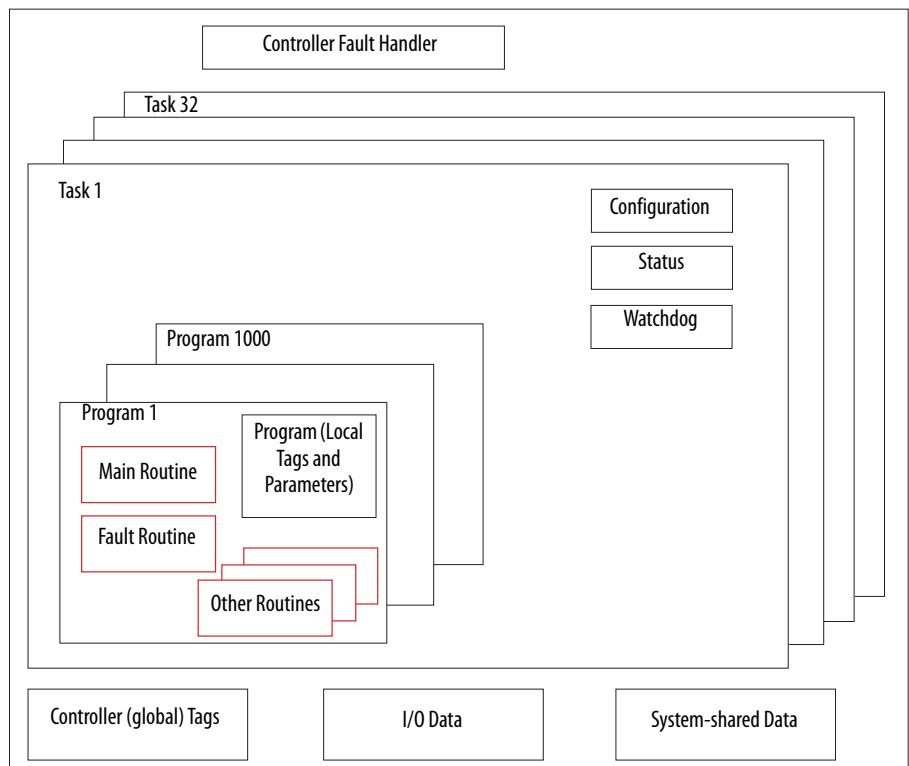 Controller Fault Handler
Task 32
Task 1
Configuration
Status
Watchdog
Program 1000
Program 1
Program (Local
Tags and
Parameters)
Main Routine
Fault Routine
Other Routines
Controller (global) Tags
I/O Data
System-shared Data